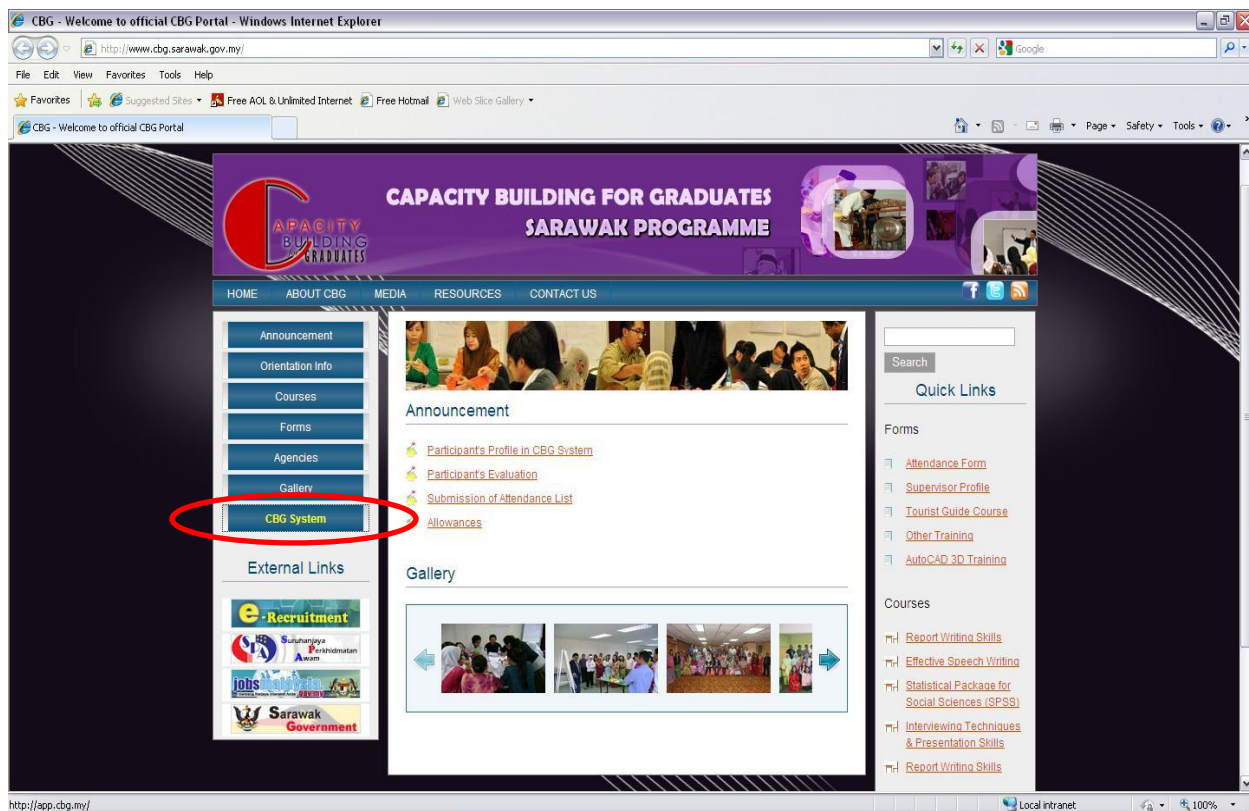 CBG - Welcome to official CBG Portal - Windows Internet Explorer
http://www.cbg.sarawak.gov.my/
Google
File Edit View Favorites Tools Help
Favorites Suggested Sites Free AOL & Unlimited Internet Free Hotmail Web Slice Gallery
CBG - Welcome to official CBG Portal
Page Safety Tools
CAPACITY
BUILDING
GRADUATES
CAPACITY BUILDING FOR GRADUATES
SARAWAK PROGRAMME
HOME ABOUT CBG MEDIA RESOURCES CONTACT US
Announcement
Orientation Info
Courses
Forms
Agencies
Gallery
CBG System
External Links
e-Recruitment
Suruhanjaya
Perkhidmatan
Awam
jobsmalaysia
Sarawak
Government
Announcement
Participant's Profile in CBG System
Participant's Evaluation
Submission of Attendance List
Allowances
Gallery
Search
Quick Links
Forms
Attendance Form
Supervisor Profile
Tourist Guide Course
Other Training
AutoCAD 3D Training
Courses
Report Writing Skills
Effective Speech Writing
Statistical Package for
Social Sciences (SPSS)
Interviewing Techniques
& Presentation Skills
Report Writing Skills
http://app.cbg.my/
Local intranet
100%